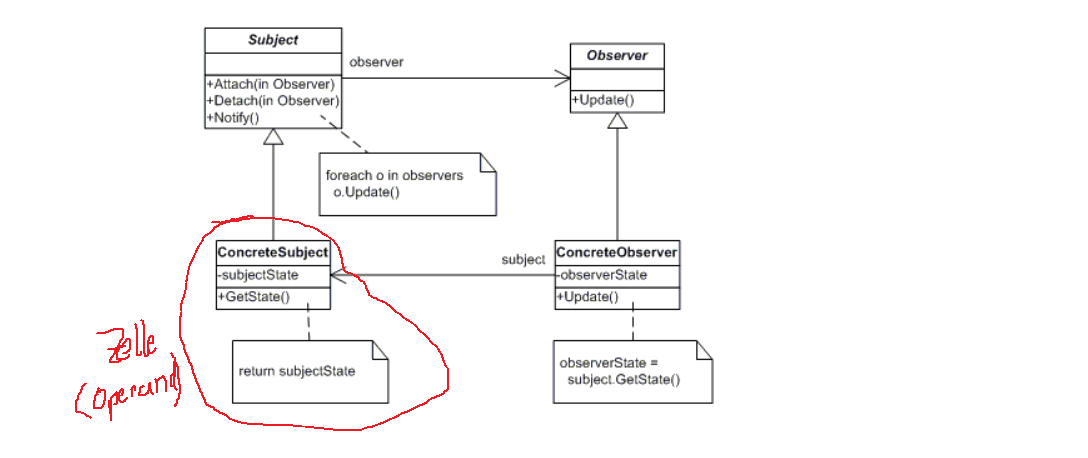 Subject
+Attach(in Observer)
+Detach(in Observer)
+Notify()
observer
Observer
+Update()
foreach o in observers
o.Update()
ConcreteSubject
-subjectState
+GetState()
subject
ConcreteObserver
-observerState
+Update()
return subjectState
observerState =
subject.GetState()
Zelle
(Operand)